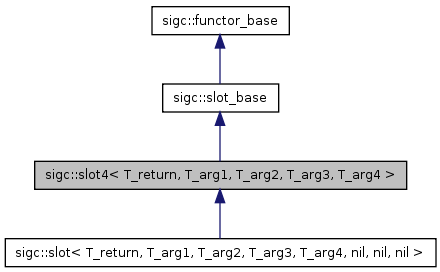 sigc::functor_base
sigc::slot_base
sigc::slot4< T_return, T_arg1, T_arg2, T_arg3, T_arg4 >
sigc::slot< T_return, T_arg1, T_arg2, T_arg3, T_arg4, nil, nil, nil >